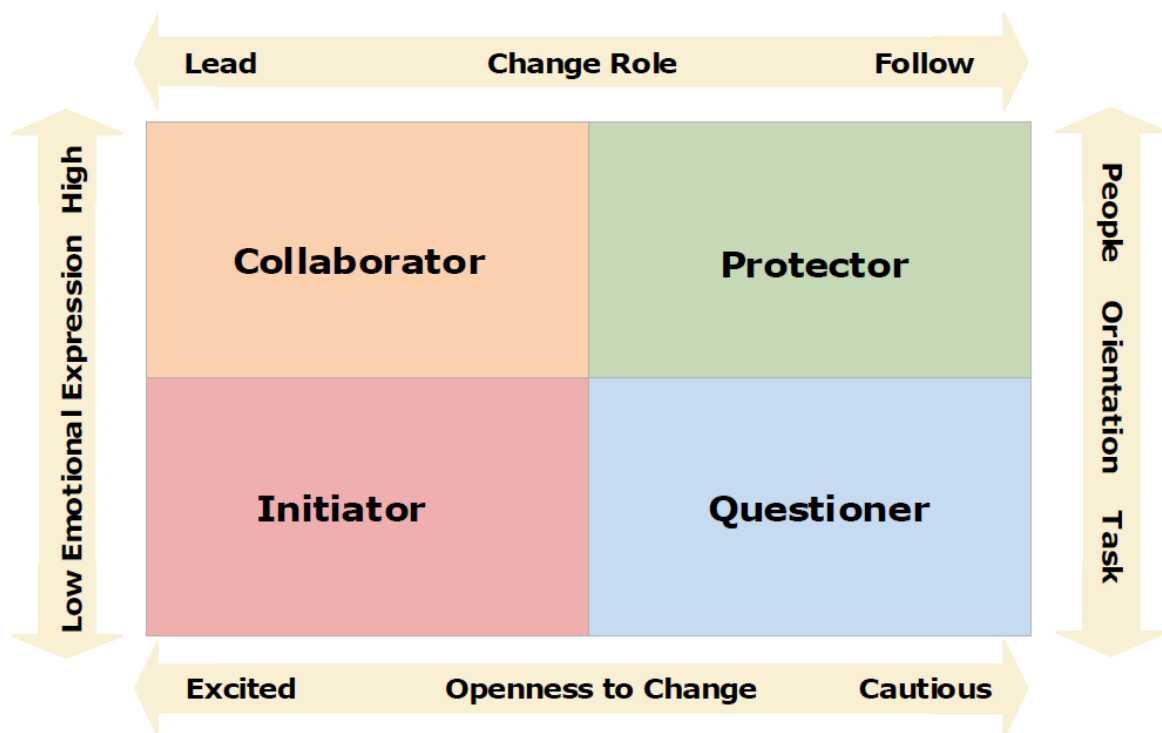 Lead Change Role Follow
Low Emotional Expression High
People Orientation Task
Collaborator Protector
Initiator Questioner
Excited Openness to Change Cautious